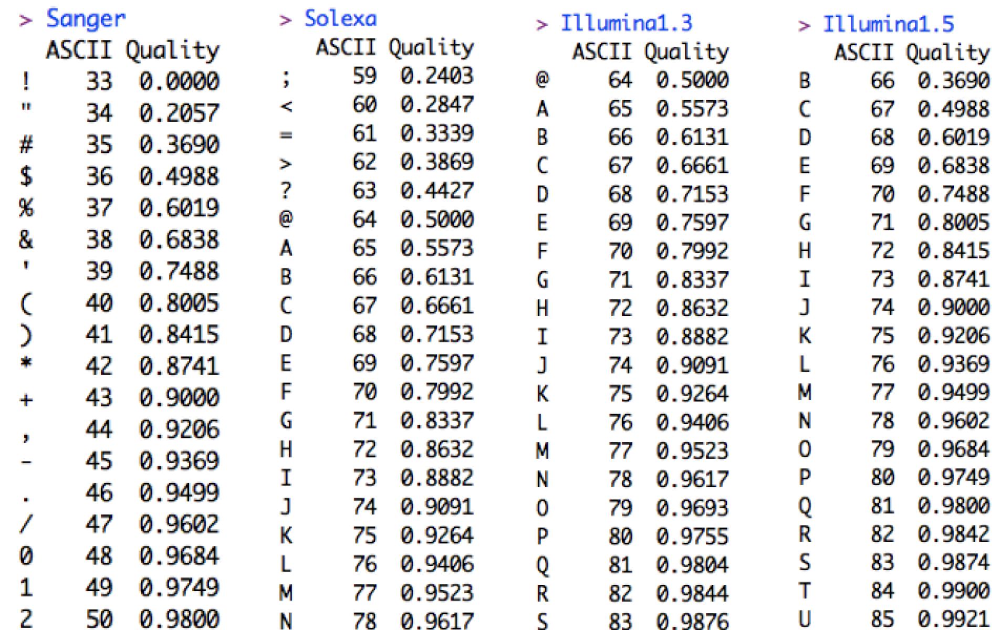 > Sanger
ASCII Quality
! 33 0.0000
" 34 0.2057
# 35 0.3690
$ 36 0.4988
% 37 0.6019
& 38 0.6838
' 39 0.7488
( 40 0.8005
) 41 0.8415
* 42 0.8741
+ 43 0.9000
, 44 0.9206
- 45 0.9369
. 46 0.9499
/ 47 0.9602
0 48 0.9684
1 49 0.9749
2 50 0.9800
> Solexa
ASCII Quality
; 59 0.2403
< 60 0.2847
= 61 0.3339
> 62 0.3869
? 63 0.4427
@ 64 0.5000
A 65 0.5573
B 66 0.6131
C 67 0.6661
D 68 0.7153
E 69 0.7597
F 70 0.7992
G 71 0.8337
H 72 0.8632
I 73 0.8882
J 74 0.9091
K 75 0.9264
L 76 0.9406
M 77 0.9523
N 78 0.9617
> Illumina1.3
ASCII Quality
@ 64 0.5000
A 65 0.5573
B 66 0.6131
C 67 0.6661
D 68 0.7153
E 69 0.7597
F 70 0.7992
G 71 0.8337
H 72 0.8632
I 73 0.8882
J 74 0.9091
K 75 0.9264
L 76 0.9406
M 77 0.9523
N 78 0.9617
O 79 0.9693
P 80 0.9755
Q 81 0.9804
R 82 0.9844
S 83 0.9876
> Illumina1.5
ASCII Quality
B 66 0.3690
C 67 0.4988
D 68 0.6019
E 69 0.6838
F 70 0.7488
G 71 0.8005
H 72 0.8415
I 73 0.8741
J 74 0.9000
K 75 0.9206
L 76 0.9369
M 77 0.9499
N 78 0.9602
O 79 0.9684
P 80 0.9749
Q 81 0.9800
R 82 0.9842
S 83 0.9874
T 84 0.9900
U 85 0.9921